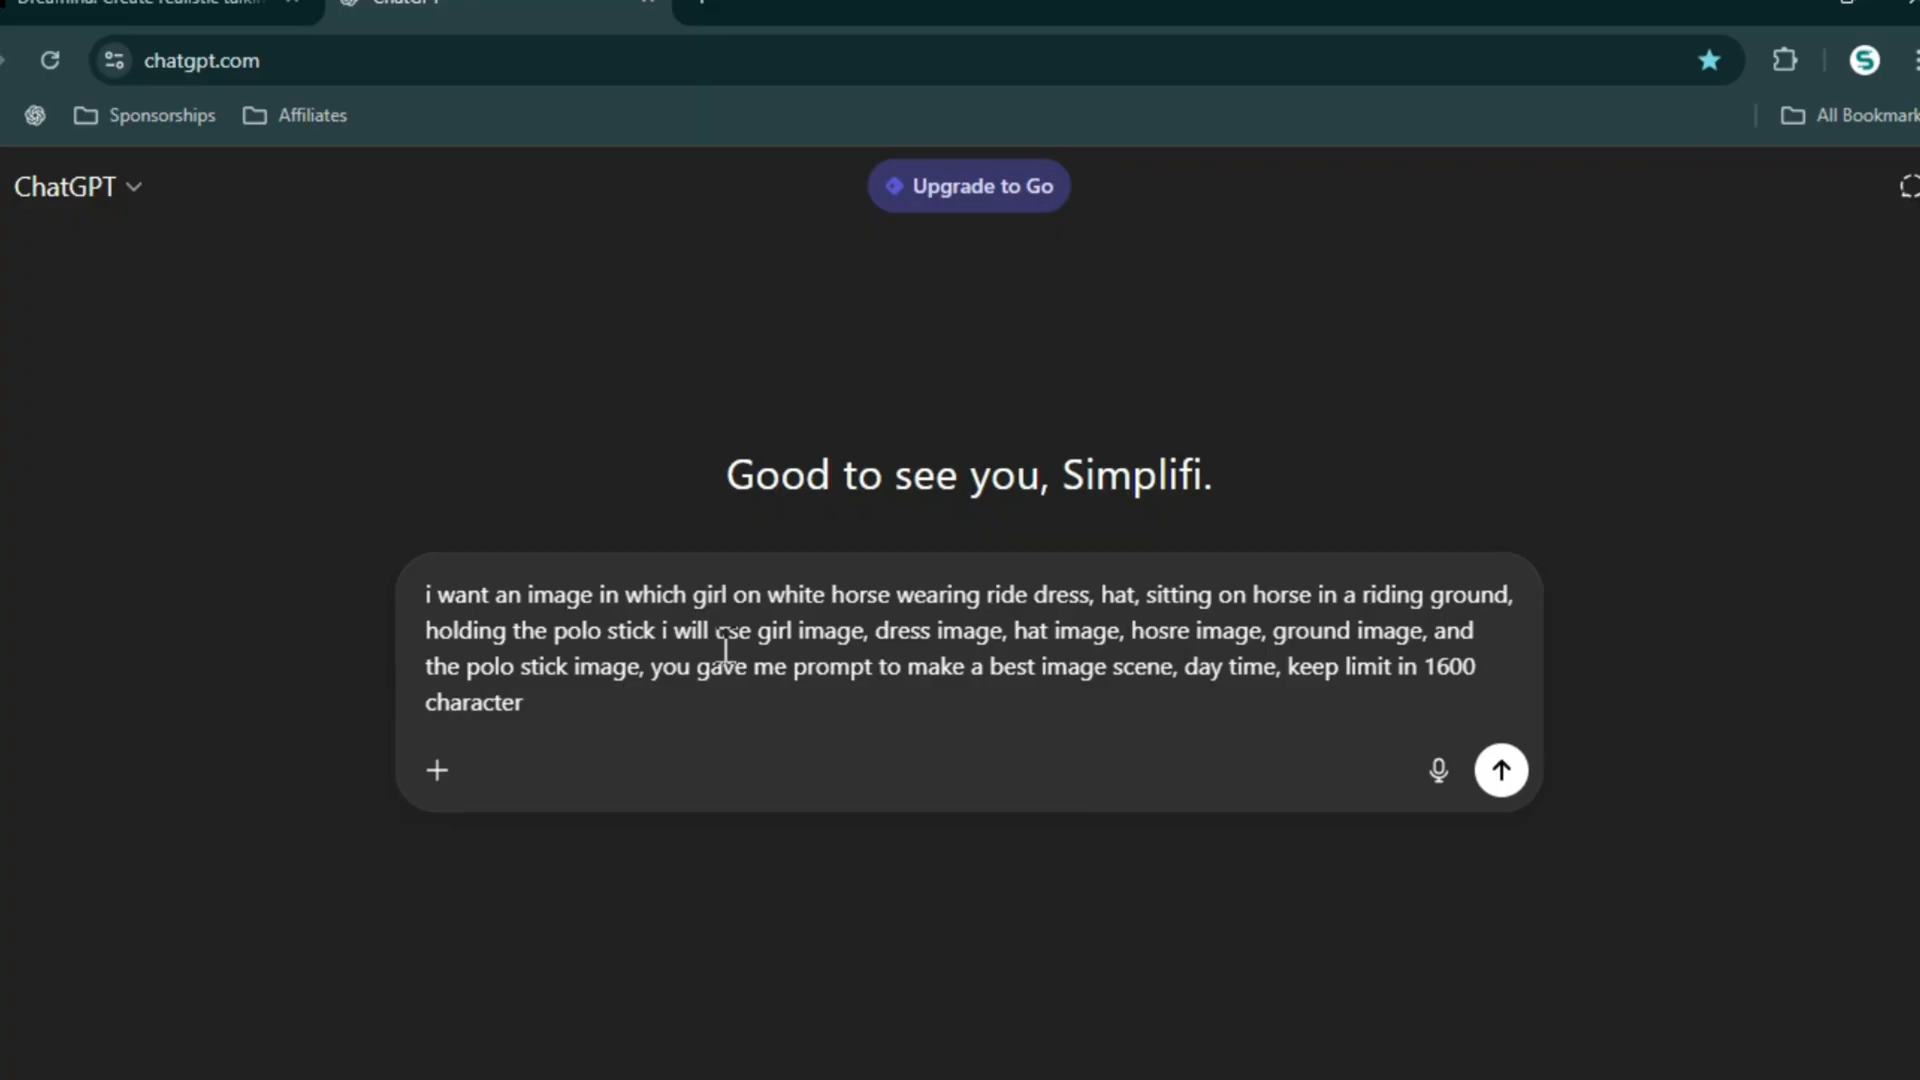 chatgpt.com
Sponsorships
Affiliates
All Bookmark
ChatGPT
Upgrade to Go
Good to see you, Simplifi.
i want an image in which girl on white horse wearing ride dress, hat, sitting on horse in a riding ground,
holding the polo stick i will use girl image, dress image, hat image, hosre image, ground image, and
the polo stick image, you gave me prompt to make a best image scene, day time, keep limit in 1600
character